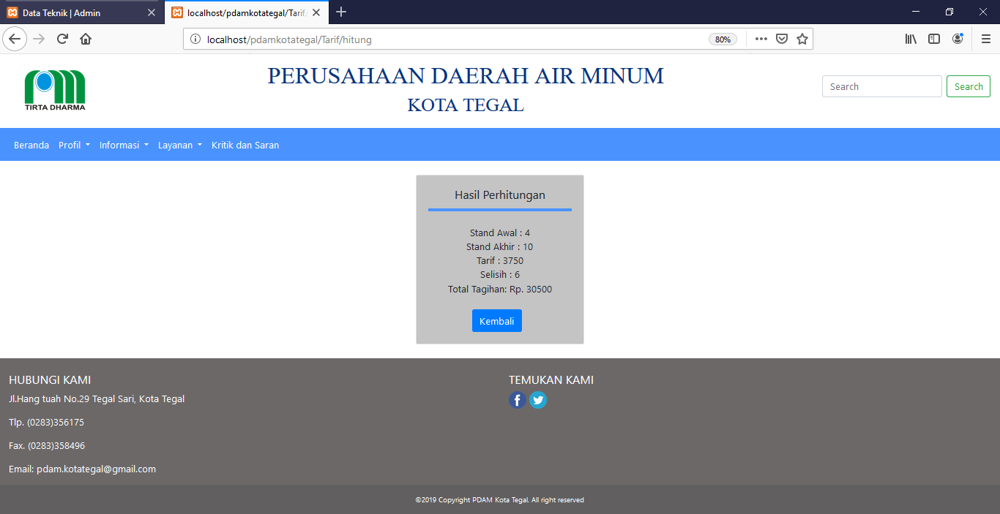 Data Teknik | Admin
localhost/pdamkotategal/Tarif/
localhost/pdamkotategal/Tarif/hitung
80%
TIRTA DHARMA
PERUSAHAAN DAERAH AIR MINUM
KOTA TEGAL
Search
Search
Beranda Profil Informasi Layanan Kritik dan Saran
Hasil Perhitungan
Stand Awal : 4
Stand Akhir : 10
Tarif : 3750
Selisih : 6
Total Tagihan: Rp. 30500
Kembali
HUBUNGI KAMI
Jl.Hang tuah No.29 Tegal Sari, Kota Tegal
Tlp. (0283)356175
Fax. (0283)358496
Email: pdam.kotategal@gmail.com
TEMUKAN KAMI
©2019 Copyright PDAM Kota Tegal. All right reserved